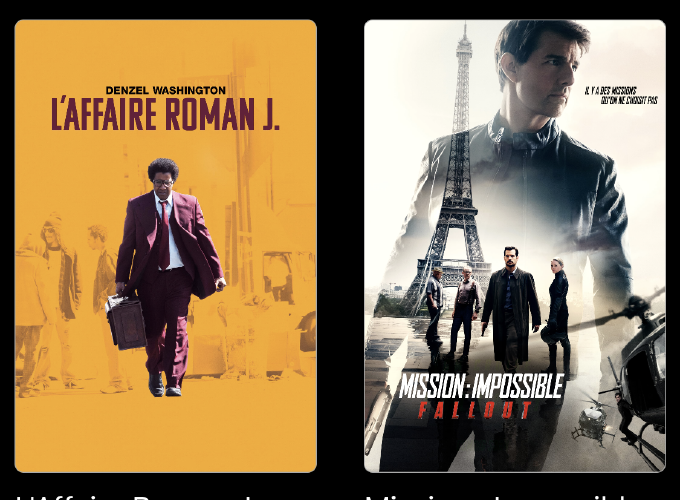 DENZEL WASHINGTON
L'AFFAIRE ROMAN J.
IL Y A DES MISSIONS
QU'ON NE CHOISIT PAS
MISSION: IMPOSSIBLE
FALLOUT